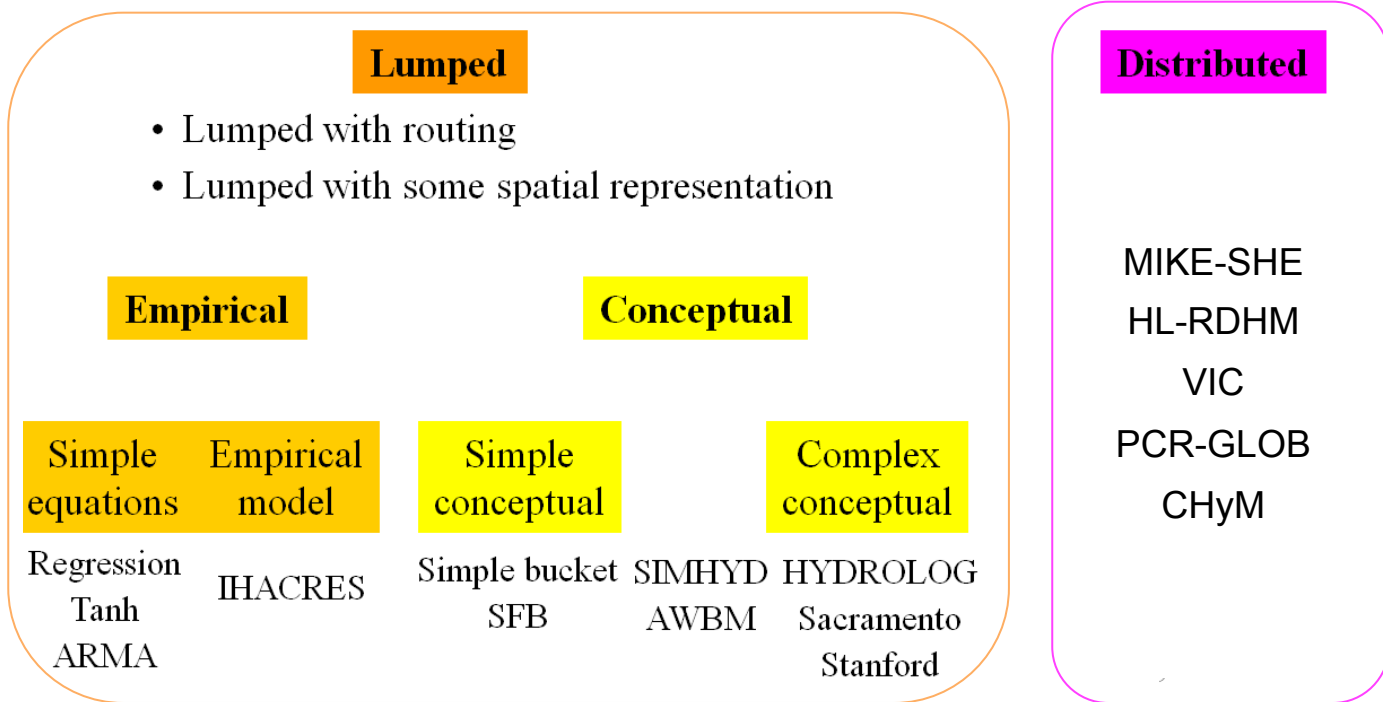 Lumped
• Lumped with routing
• Lumped with some spatial representation
Empirical
Conceptual
Simple
equations
Empirical
model
Simple
conceptual
Complex
conceptual
Regression
Tanh
ARMA
IHACRES
Simple bucket
SFB
SIMHYD
AWBM
HYDROLOG
Sacramento
Stanford
Distributed
MIKE-SHE
HL-RDHM
VIC
PCR-GLOB
CHyM